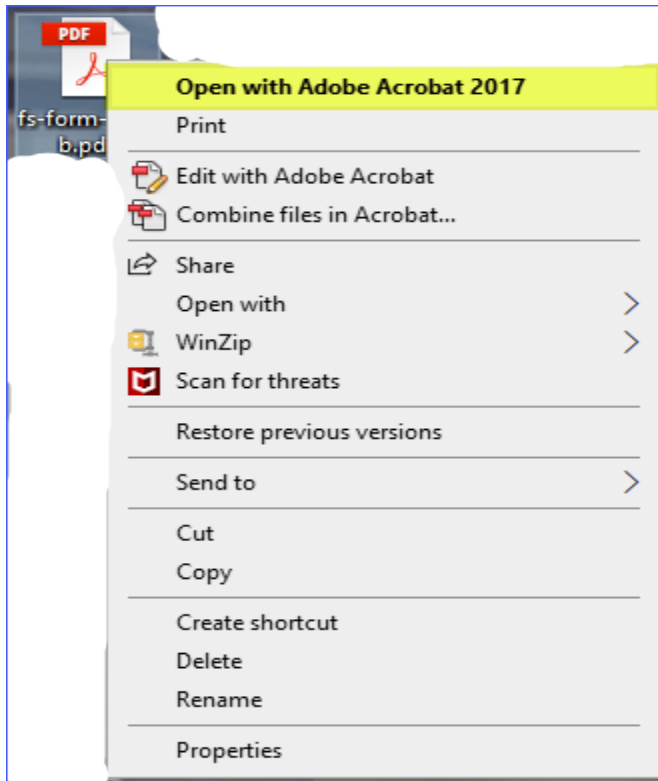 PDF
fs-form-
b.pd
Open with Adobe Acrobat 2017
Print
Edit with Adobe Acrobat
Combine files in Acrobat...
Share
Open with
WinZip
Scan for threats
Restore previous versions
Send to
Cut
Copy
Create shortcut
Delete
Rename
Properties